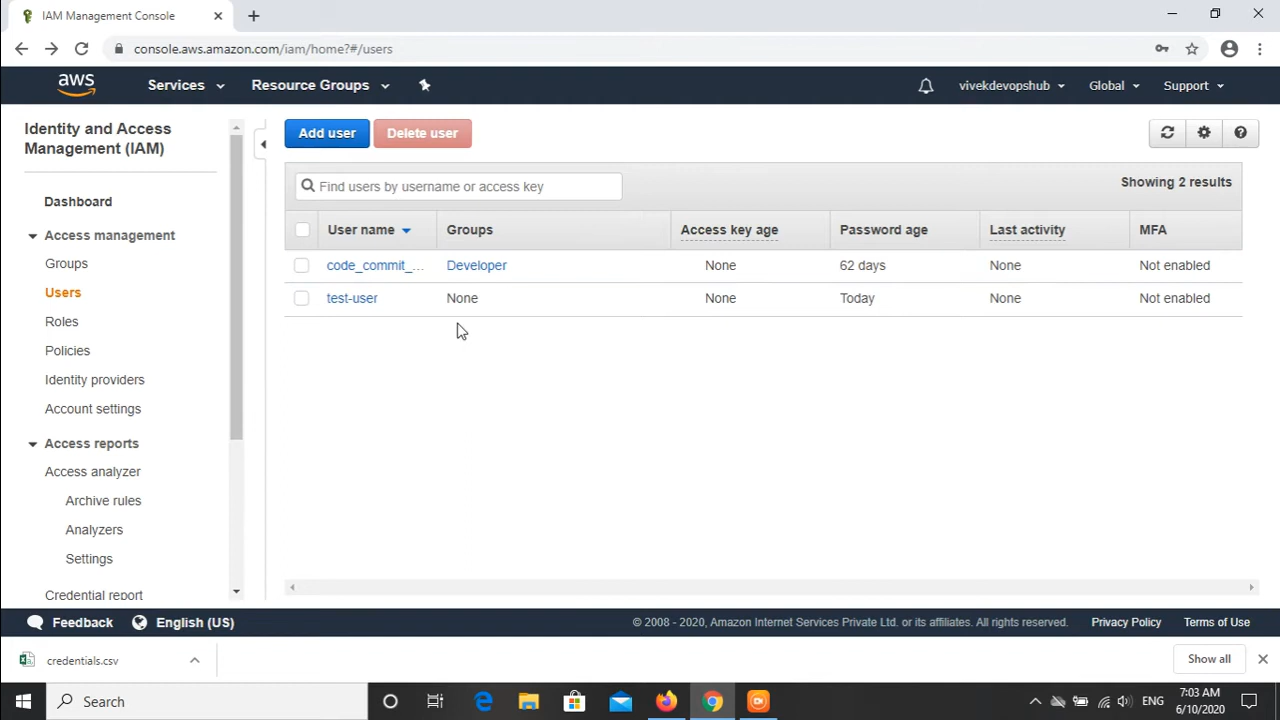 IAM Management Console
console.aws.amazon.com/iam/home?#/users
aws
Services
Resource Groups
vivekdevopshub
Global
Support
Identity and Access
Management (IAM)
Dashboard
Access management
Groups
Users
Roles
Policies
Identity providers
Account settings
Access reports
Access analyzer
Archive rules
Analyzers
Settings
Credential report
Add user
Delete user
Find users by username or access key
Showing 2 results
User name Groups Access key age Password age Last activity MFA
code_commit_... Developer None 62 days None Not enabled
test-user None None Today None Not enabled
Feedback
English (US)
© 2008 - 2020, Amazon Internet Services Private Ltd. or its affiliates. All rights reserved.
Privacy Policy
Terms of Use
credentials.csv
Show all
Search
ENG
7:03 AM
6/10/2020